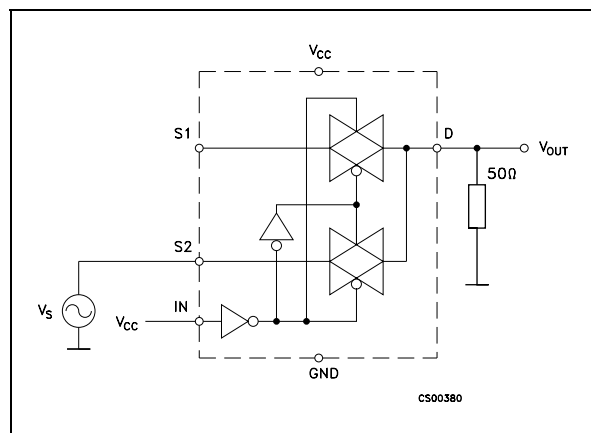 VCC
S1
D
VOUT
50Ω
S2
IN
VS
VCC
GND
CS00380